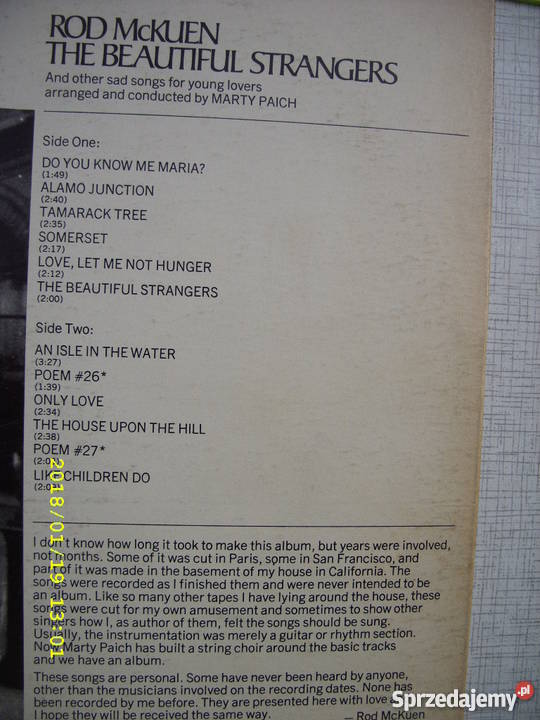 ROD McKUEN
THE BEAUTIFUL STRANGERS
And other sad songs for young lovers
arranged and conducted by MARTY PAICH
Side One:
DO YOU KNOW ME MARIA?
(1:49)
ALAMO JUNCTION
(2:40)
TAMARACK TREE
(2:35)
SOMERSET
(2:17)
LOVE, LET ME NOT HUNGER
(2:12)
THE BEAUTIFUL STRANGERS
(2:00)
Side Two:
AN ISLE IN THE WATER
(3:27)
POEM #26*
(1:39)
ONLY LOVE
(2:34)
THE HOUSE UPON THE HILL
(2:38)
POEM #27*
LIKE CHILDREN DO
I don't know how long it took to make this album, but years were involved,
not months. Some of it was cut in Paris, some in San Francisco, and
part of it was made in the basement of my house in California. The
songs were recorded as I finished them and were never intended to be
an album. Like so many other tapes I have lying around the house, these
songs were cut for my own amusement and sometimes to show other
singers how I, as author of them, felt the songs should be sung.
Usually, the instrumentation was merely a guitar or rhythm section.
Now Marty Paich has built a string choir around the basic tracks
and we have an album.
These songs are personal. Some have never been heard by anyone,
other than the musicians involved on the recording dates. None has
been recorded by me before. They are presented here with love and
I hope they will be received the same way.
— Rod McKuen
2018/01/19 13:01
Sprzedajemy.pl